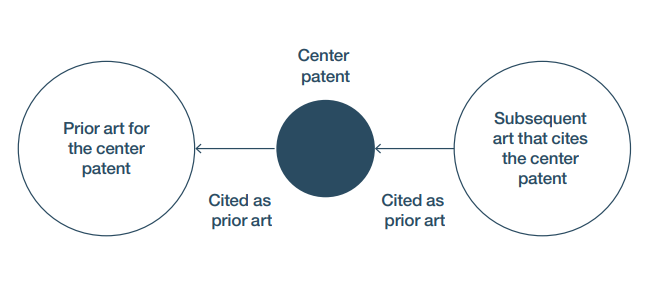 Center
patent
Prior art for
the center
patent
Subsequent
art that cites
the center
patent
Cited as
prior art
Cited as
prior art